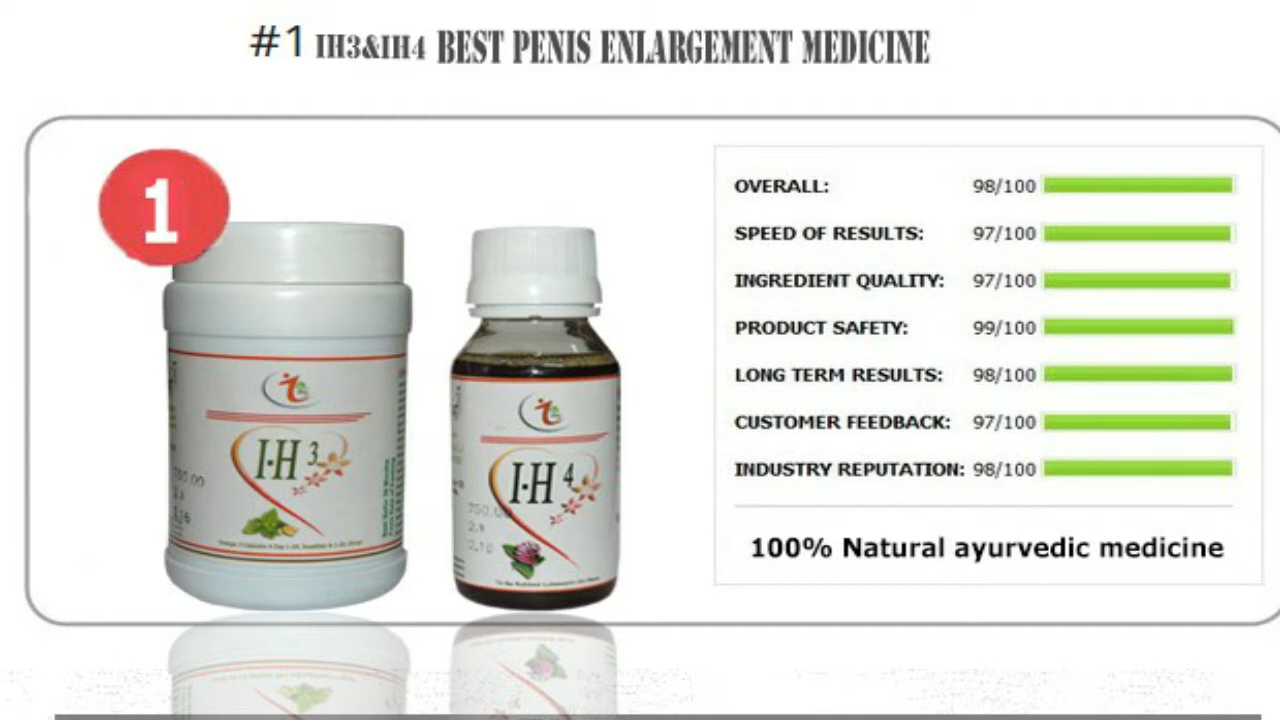 #1 IH3&IH4 BEST PENIS ENLARGEMENT MEDICINE
1
OVERALL: 98/100
SPEED OF RESULTS: 97/100
INGREDIENT QUALITY: 97/100
PRODUCT SAFETY: 99/100
LONG TERM RESULTS: 98/100
CUSTOMER FEEDBACK: 97/100
INDUSTRY REPUTATION: 98/100
100% Natural ayurvedic medicine
I-H 3
I-H 4
750.00